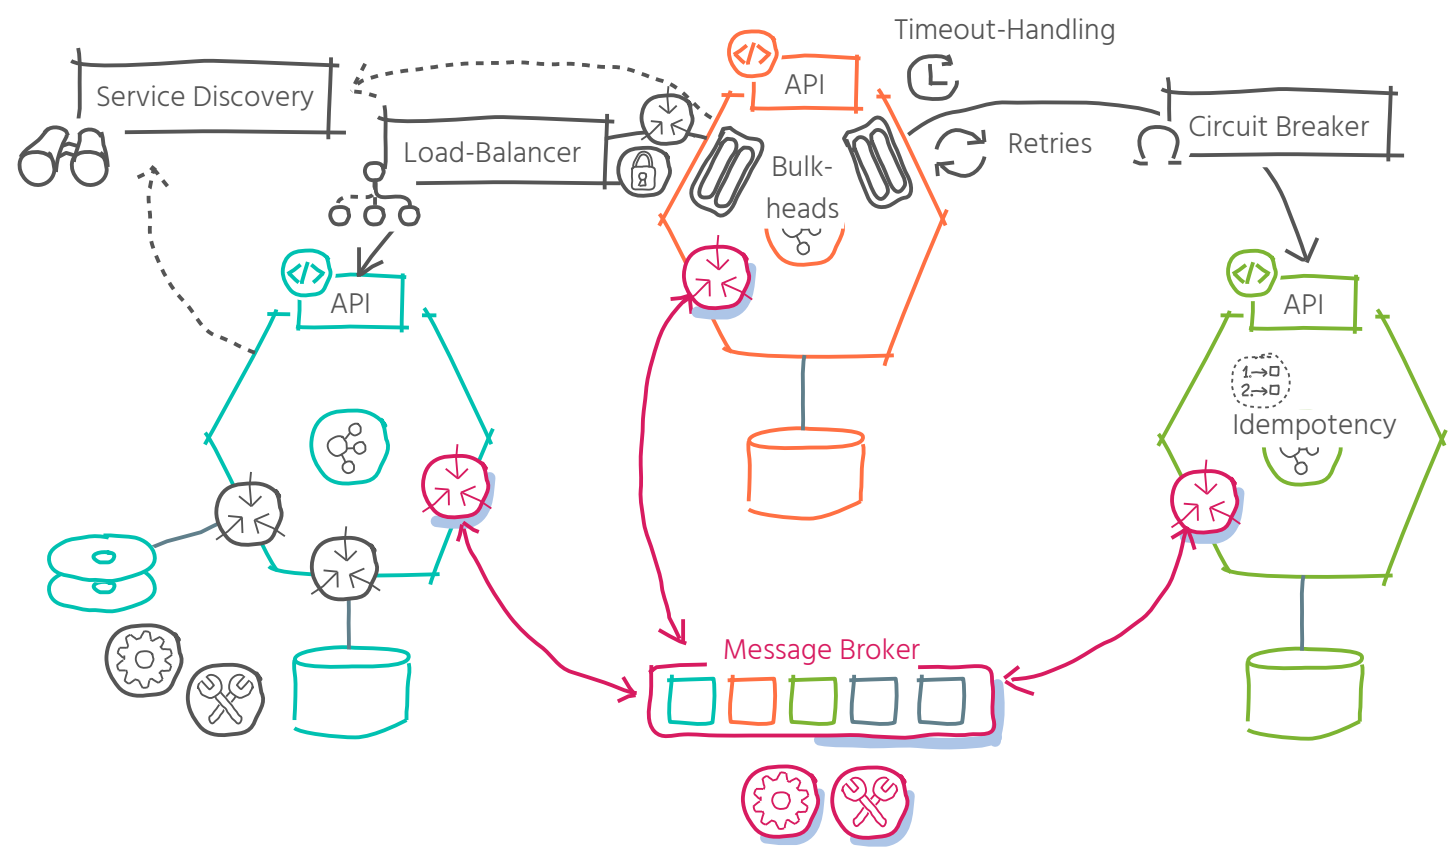 Timeout-Handling
</>
API
Service Discovery
Circuit Breaker
Load-Balancer
Retries
Bulk-
heads
</>
API
</>
API
1.→□
2.→□
Idempotency
Message Broker